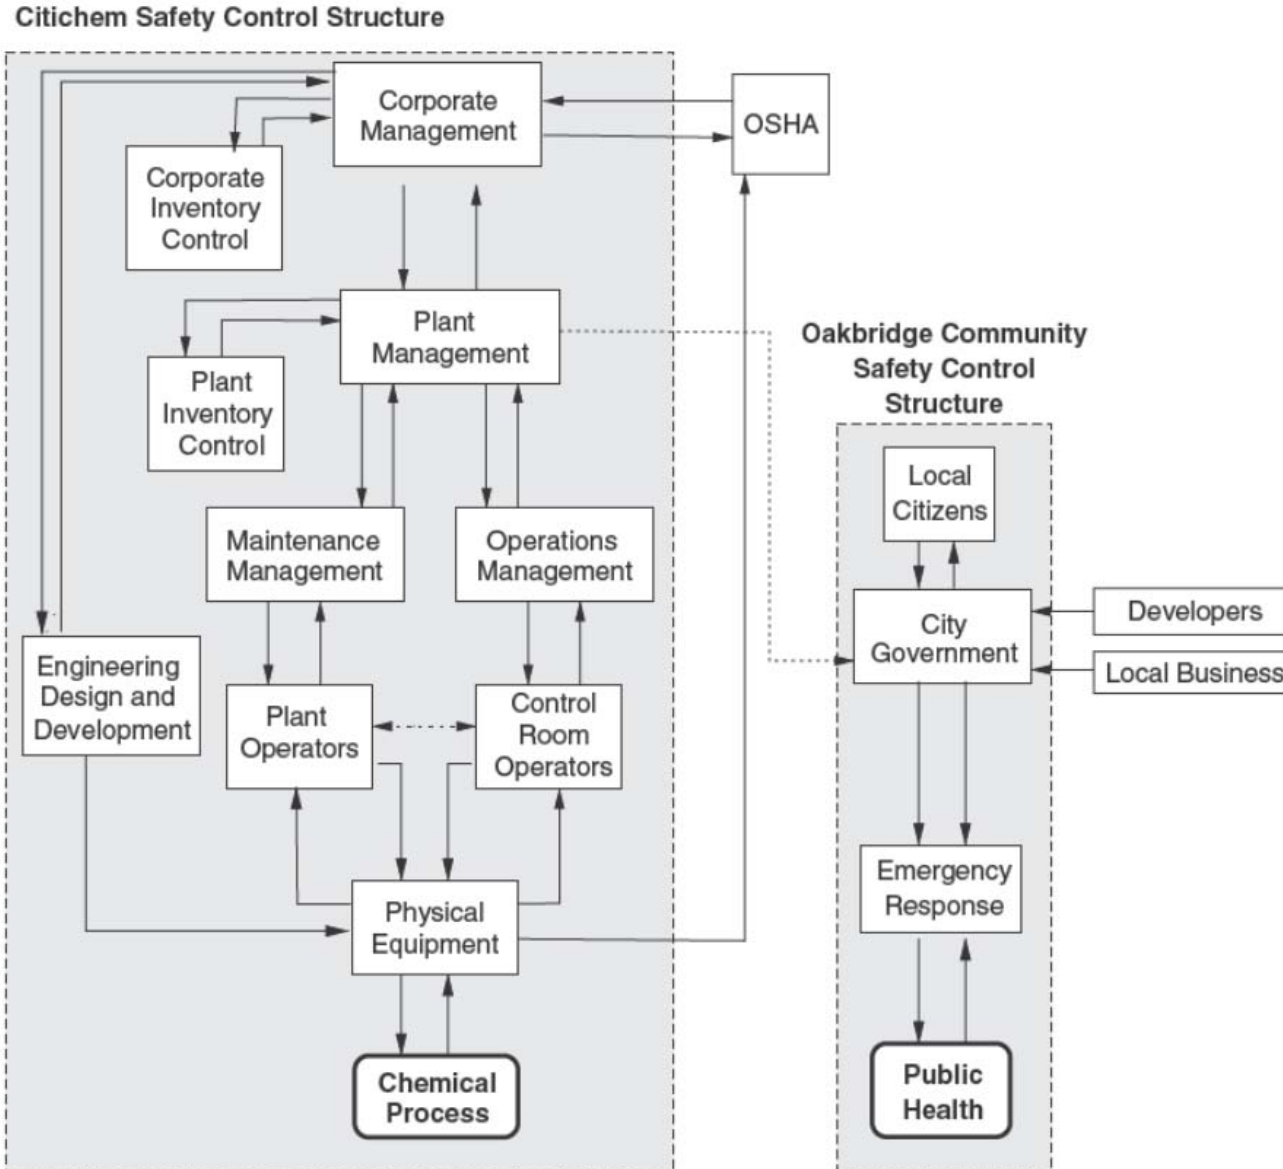 Citichem Safety Control Structure
Corporate
Management
OSHA
Corporate
Inventory
Control
Plant
Management
Oakbridge Community
Safety Control
Structure
Plant
Inventory
Control
Local
Citizens
Maintenance
Management
Operations
Management
City
Government
Developers
Local Business
Engineering
Design and
Development
Plant
Operators
Control
Room
Operators
Emergency
Response
Physical
Equipment
Chemical
Process
Public
Health